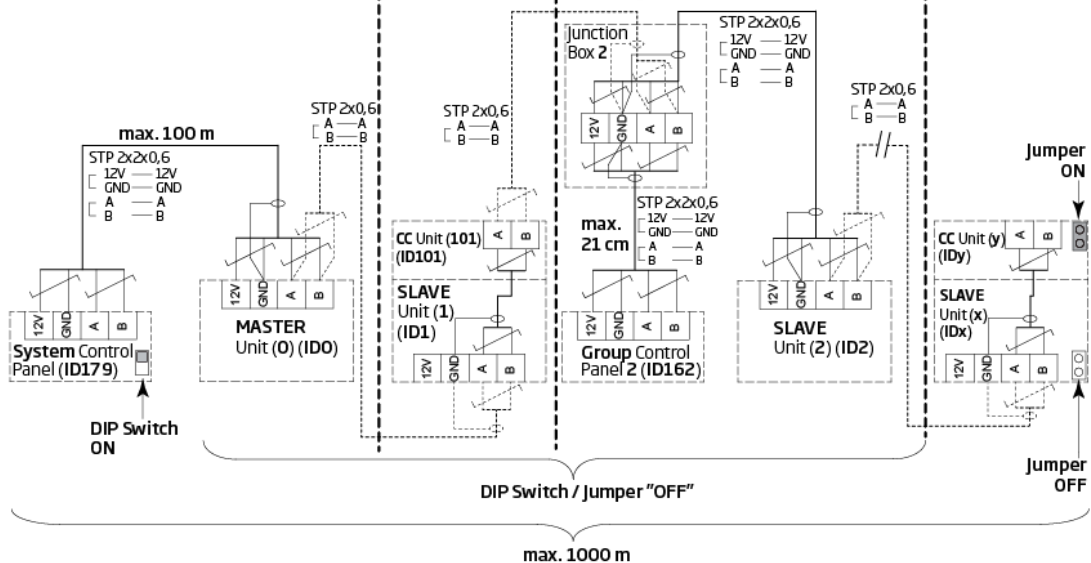 max. 100 m
STP 2x2x0,6
12V 12V
GND GND
A A
B B
12V
GND
A
B
System Control
Panel (ID179)
DIP Switch
ON
STP 2x0,6
A A
B B
12V
GND
A
B
MASTER
Unit (0) (ID0)
STP 2x0,6
A A
B B
CC Unit (101)
(ID101)
A
B
SLAVE
Unit (1)
(ID1)
12V
GND
A
B
Junction
Box 2
12V
GND
A
B
max.
21 cm
STP 2x2x0,6
12V 12V
GND GND
A A
B B
12V
GND
A
B
Group Control
Panel 2 (ID162)
STP 2x2x0,6
12V 12V
GND GND
A A
B B
12V
GND
A
B
SLAVE
Unit (2) (ID2)
STP 2x0,6
A A
B B
Jumper
ON
CC Unit (y)
(IDy)
A
B
SLAVE
Unit (x)
(IDx)
12V
GND
A
B
Jumper
OFF
DIP Switch / Jumper "OFF"
max. 1000 m